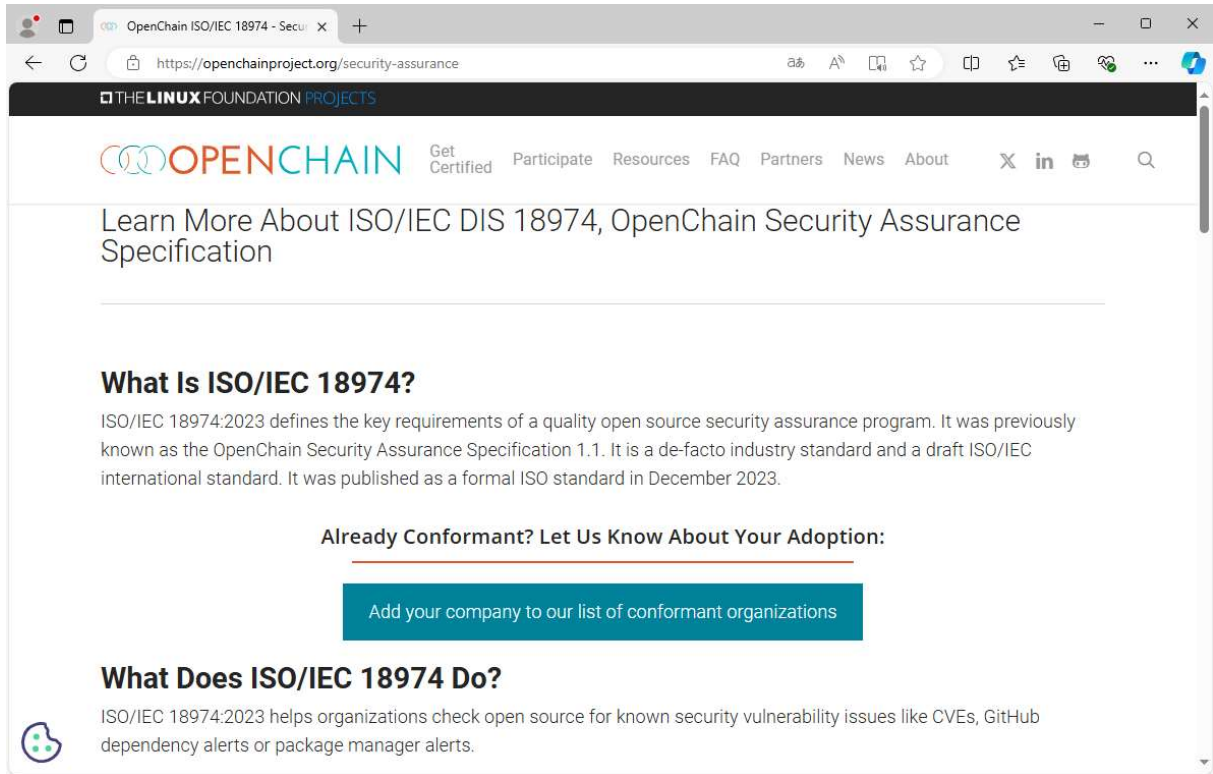 OpenChain ISO/IEC 18974 - Secu
https://openchainproject.org/security-assurance
THE LINUX FOUNDATION PROJECTS
OPENCHAIN
Get Certified
Participate
Resources
FAQ
Partners
News
About
Learn More About ISO/IEC DIS 18974, OpenChain Security Assurance
Specification
What Is ISO/IEC 18974?
ISO/IEC 18974:2023 defines the key requirements of a quality open source security assurance program. It was previously
known as the OpenChain Security Assurance Specification 1.1. It is a de-facto industry standard and a draft ISO/IEC
international standard. It was published as a formal ISO standard in December 2023.
Already Conformant? Let Us Know About Your Adoption:
Add your company to our list of conformant organizations
What Does ISO/IEC 18974 Do?
ISO/IEC 18974:2023 helps organizations check open source for known security vulnerability issues like CVEs, GitHub
dependency alerts or package manager alerts.